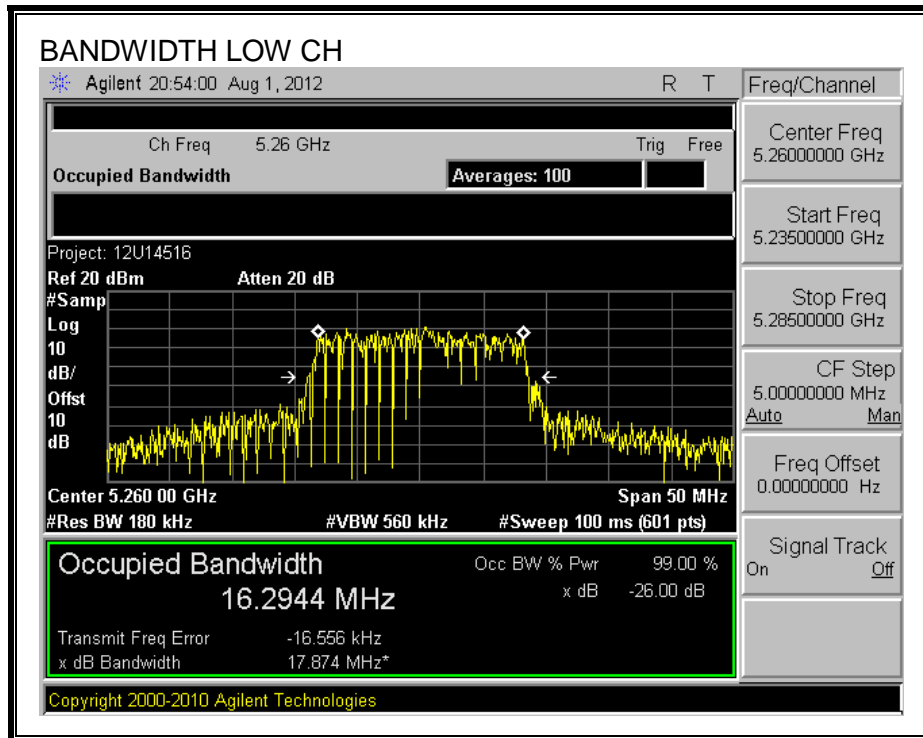 BANDWIDTH LOW CH
Agilent 20:54:00 Aug 1, 2012 R T
Ch Freq 5.26 GHz Trig Free
Occupied Bandwidth Averages: 100
Project: 12U14516
Ref 20 dBm Atten 20 dB
#Samp
Log
10
dB/
Offst
10
dB
Center 5.260 00 GHz Span 50 MHz
#Res BW 180 kHz #VBW 560 kHz #Sweep 100 ms (601 pts)
Occupied Bandwidth Occ BW % Pwr 99.00 %
16.2944 MHz x dB -26.00 dB
Transmit Freq Error -16.556 kHz
x dB Bandwidth 17.874 MHz*
Copyright 2000-2010 Agilent Technologies
Freq/Channel
Center Freq
5.26000000 GHz
Start Freq
5.23500000 GHz
Stop Freq
5.28500000 GHz
CF Step
5.00000000 MHz
Auto Man
Freq Offset
0.00000000 Hz
Signal Track
On Off